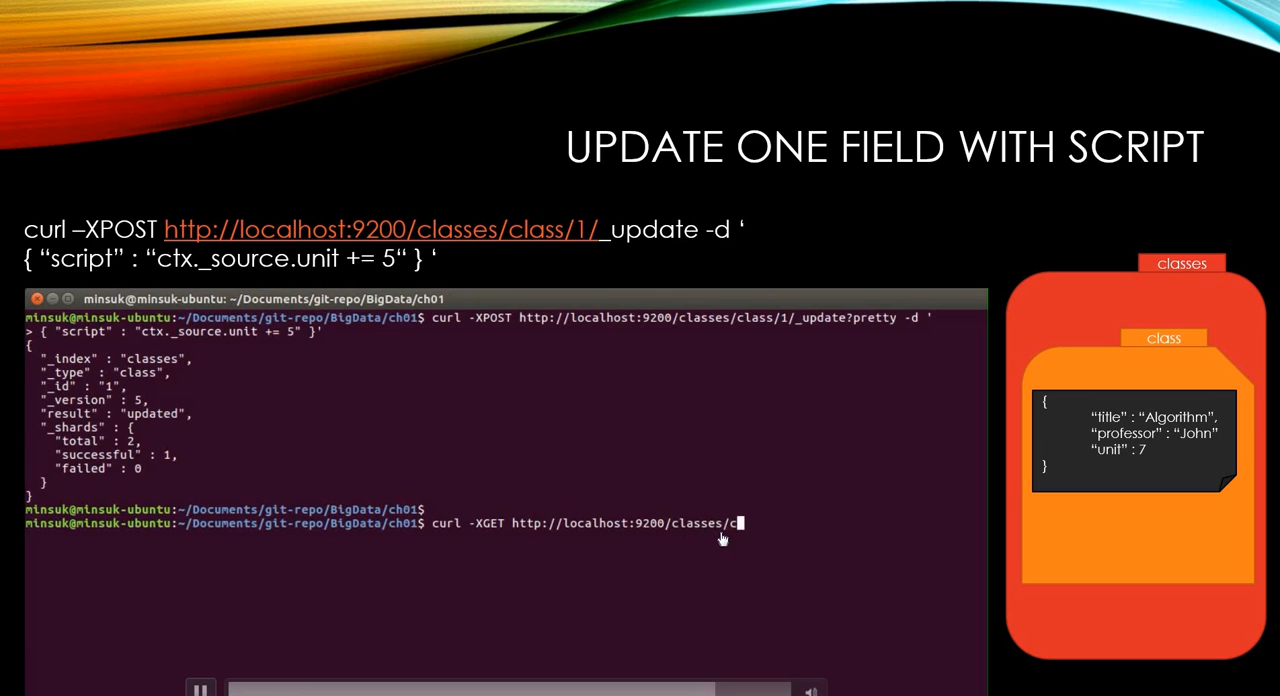 UPDATE ONE FIELD WITH SCRIPT
curl –XPOST http://localhost:9200/classes/class/1/_update -d ‘
{ “script” : “ctx._source.unit += 5“ } ‘
minsuk@minsuk-ubuntu: ~/Documents/git-repo/BigData/ch01
minsuk@minsuk-ubuntu:~/Documents/git-repo/BigData/ch01$ curl -XPOST http://localhost:9200/classes/class/1/_update?pretty -d '
> { "script" : "ctx._source.unit += 5" }'
{
"_index" : "classes",
"_type" : "class",
"_id" : "1",
"_version" : 5,
"result" : "updated",
"_shards" : {
"total" : 2,
"successful" : 1,
"failed" : 0
}
}
minsuk@minsuk-ubuntu:~/Documents/git-repo/BigData/ch01$
minsuk@minsuk-ubuntu:~/Documents/git-repo/BigData/ch01$ curl -XGET http://localhost:9200/classes/c
classes
class
{
“title” : “Algorithm”,
“professor” : “John”
“unit” : 7
}